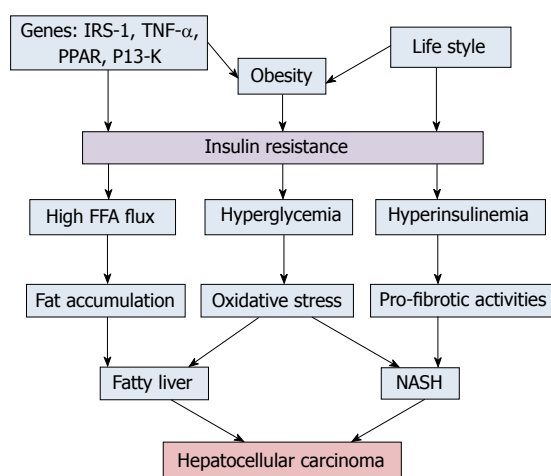 Genes: IRS-1, TNF-α,
PPAR, P13-K
Life style
Obesity
Insulin resistance
High FFA flux
Hyperglycemia
Hyperinsulinemia
Fat accumulation
Oxidative stress
Pro-fibrotic activities
Fatty liver
NASH
Hepatocellular carcinoma